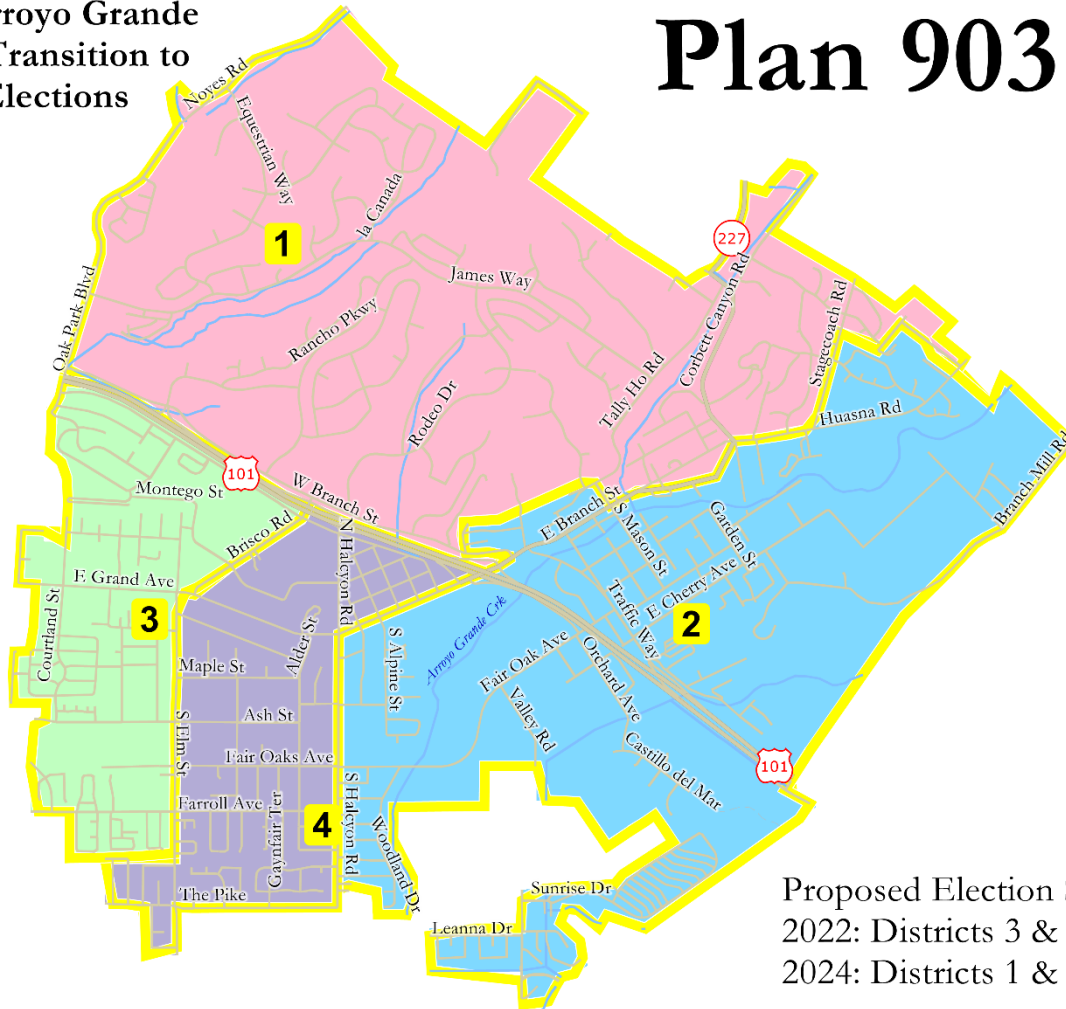 rroyo Grande
Transition to
Elections
Plan 903
Noyes Rd
Equestrian Way
la Canada
1
227
James Way
Corbett Canyon Rd
Stagecoach Rd
Oak Park Blvd
Rancho Pkwy
Tally Ho Rd
Rodeo Dr
Huasna Rd
Branch Mill Rd
101
Montego St
W Branch St
E Branch St
S Mason St
Garden St
Brisco Rd
N Halcyon Rd
E Grand Ave
Courtland St
3
E Cherry Ave
Traffic Way
2
Arroyo Grande Crk
Alder St
S Alpine St
Fair Oak Ave
Orchard Ave
Maple St
Valley Rd
Ash St
S Elm St
Fair Oaks Ave
Castillo del Mar
101
Farroll Ave
Gaynfair Ter
4
S Halcyon Rd
Woodland Dr
The Pike
Sunrise Dr
Leanna Dr
Proposed Election
2022: Districts 3 &
2024: Districts 1 &